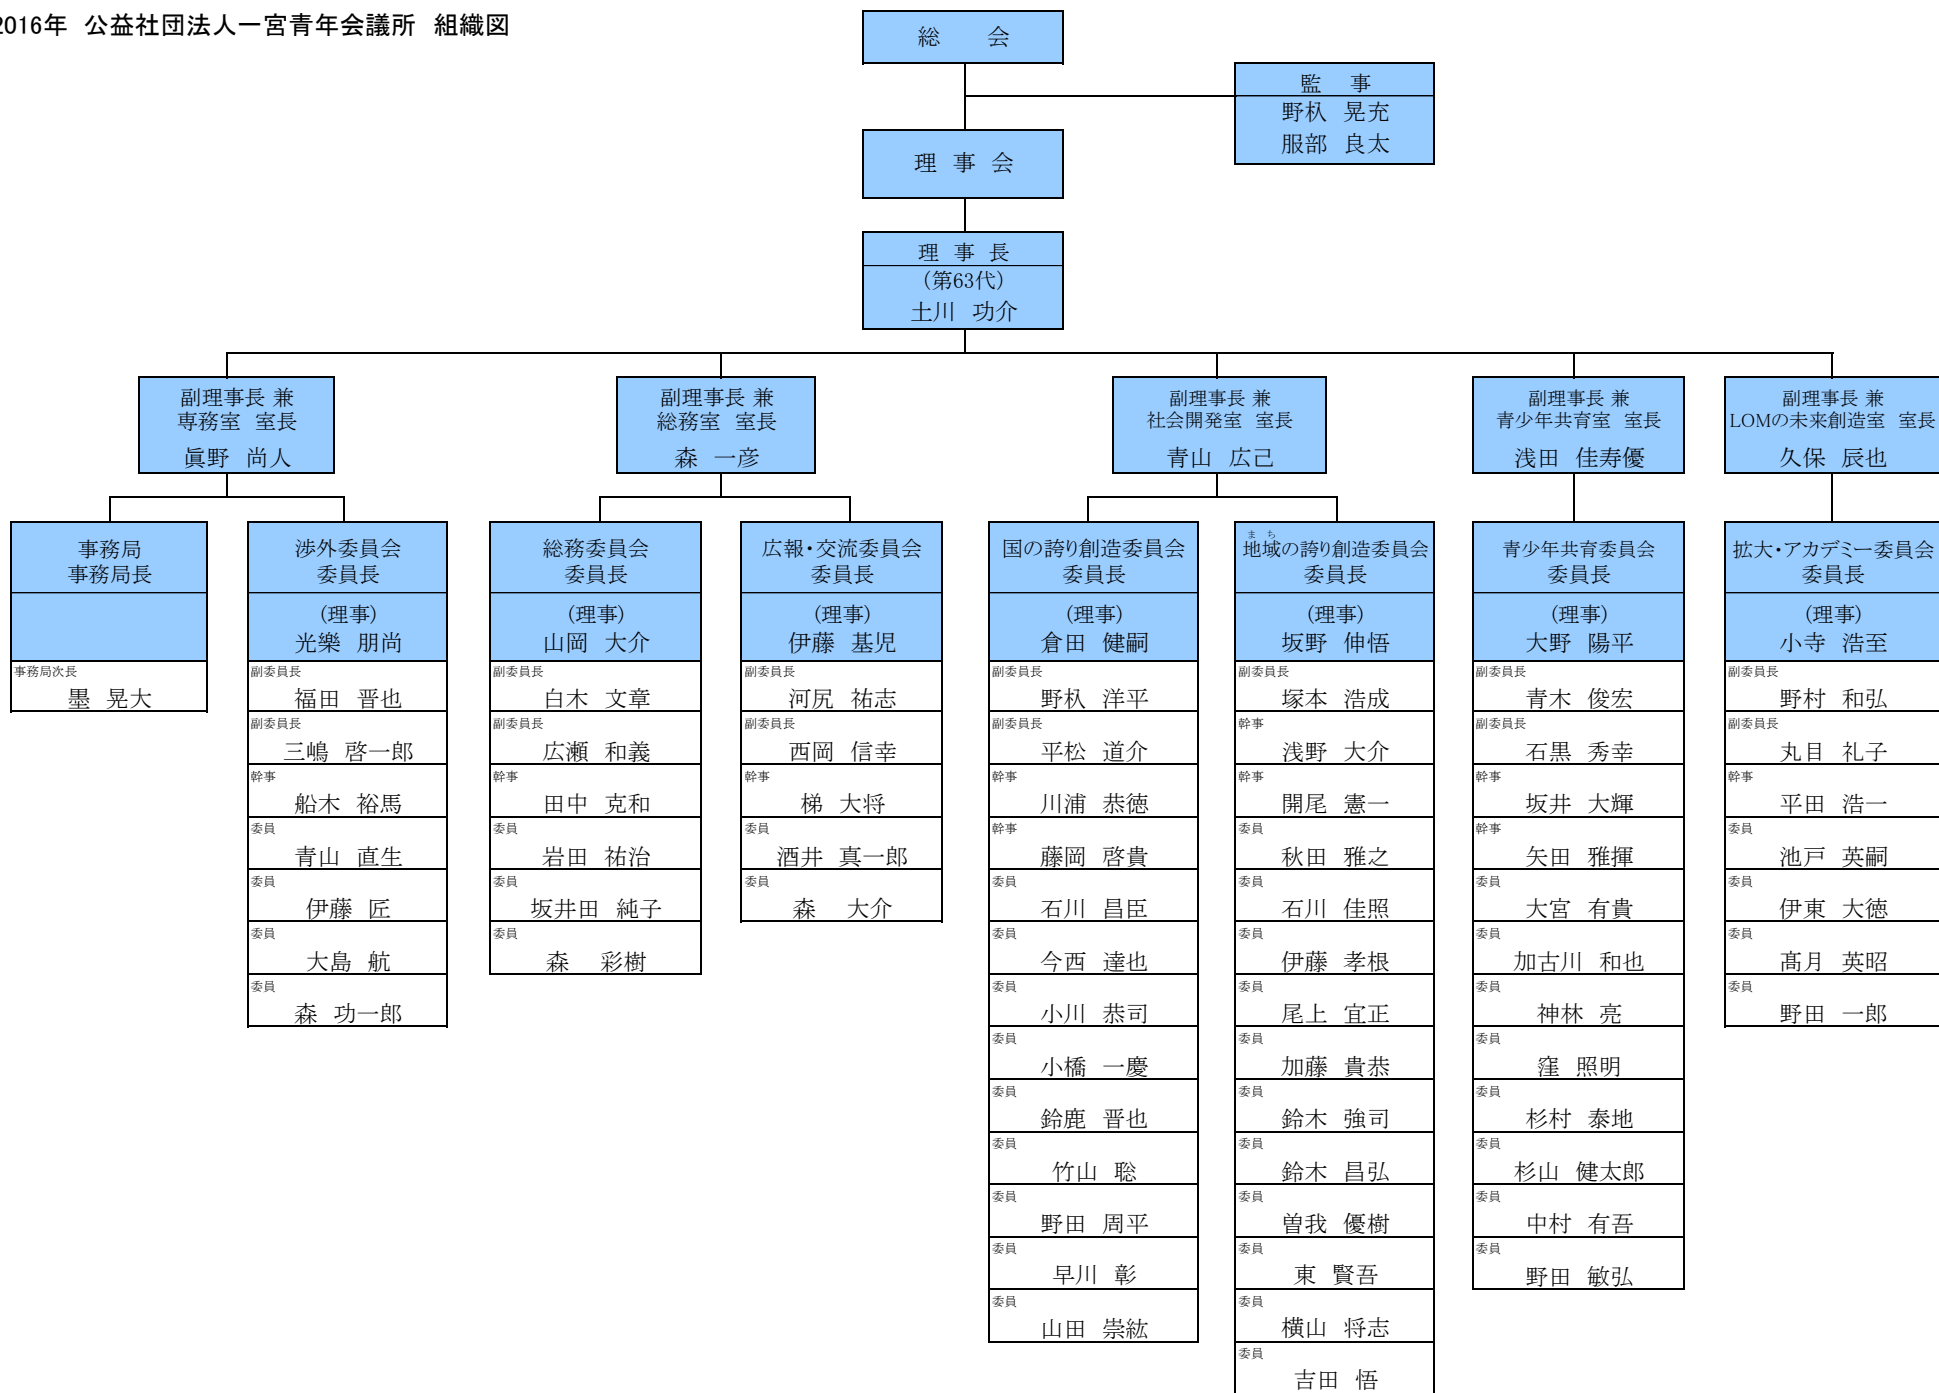 2016年 公益社団法人一宮青年会議所 組織図
総 会
監 事
野杁 晃充
服部 良太
理 事 会
理 事 長
(第63代)
土川 功介
副理事長 兼
専務室 室長
眞野 尚人
副理事長 兼
総務室 室長
森 一彦
副理事長 兼
社会開発室 室長
青山 広己
副理事長 兼
青少年共育室 室長
浅田 佳寿優
副理事長 兼
LOMの未来創造室 室長
久保 辰也
事務局
事務局長
事務局次長
墨 晃大
渉外委員会
委員長
(理事)
光樂 朋尚
副委員長
福田 晋也
副委員長
三嶋 啓一郎
幹事
船木 裕馬
委員
青山 直生
委員
伊藤 匠
委員
大島 航
委員
森 功一郎
総務委員会
委員長
(理事)
山岡 大介
副委員長
白木 文章
副委員長
広瀬 和義
幹事
田中 克和
委員
岩田 祐治
委員
坂井田 純子
委員
森 彩樹
広報・交流委員会
委員長
(理事)
伊藤 基児
副委員長
河尻 祐志
副委員長
西岡 信幸
幹事
梯 大将
委員
酒井 真一郎
委員
森 大介
国の誇り創造委員会
委員長
(理事)
倉田 健嗣
副委員長
野杁 洋平
副委員長
平松 道介
幹事
川浦 恭徳
幹事
藤岡 啓貴
委員
石川 昌臣
委員
今西 達也
委員
小川 恭司
委員
小橋 一慶
委員
鈴鹿 晋也
委員
竹山 聡
委員
野田 周平
委員
早川 彰
委員
山田 崇紘
まち
地域の誇り創造委員会
委員長
(理事)
坂野 伸悟
副委員長
塚本 浩成
幹事
浅野 大介
幹事
開尾 憲一
委員
秋田 雅之
委員
石川 佳照
委員
伊藤 孝根
委員
尾上 宜正
委員
加藤 貴恭
委員
鈴木 強司
委員
鈴木 昌弘
委員
曽我 優樹
委員
東 賢吾
委員
横山 将志
委員
吉田 悟
青少年共育委員会
委員長
(理事)
大野 陽平
副委員長
青木 俊宏
副委員長
石黒 秀幸
幹事
坂井 大輝
幹事
矢田 雅揮
委員
大宮 有貴
委員
加古川 和也
委員
神林 亮
委員
窪 照明
委員
杉村 泰地
委員
杉山 健太郎
委員
中村 有吾
委員
野田 敏弘
拡大・アカデミー委員会
委員長
(理事)
小寺 浩至
副委員長
野村 和弘
副委員長
丸目 礼子
幹事
平田 浩一
委員
池戸 英嗣
委員
伊東 大徳
委員
髙月 英昭
委員
野田 一郎